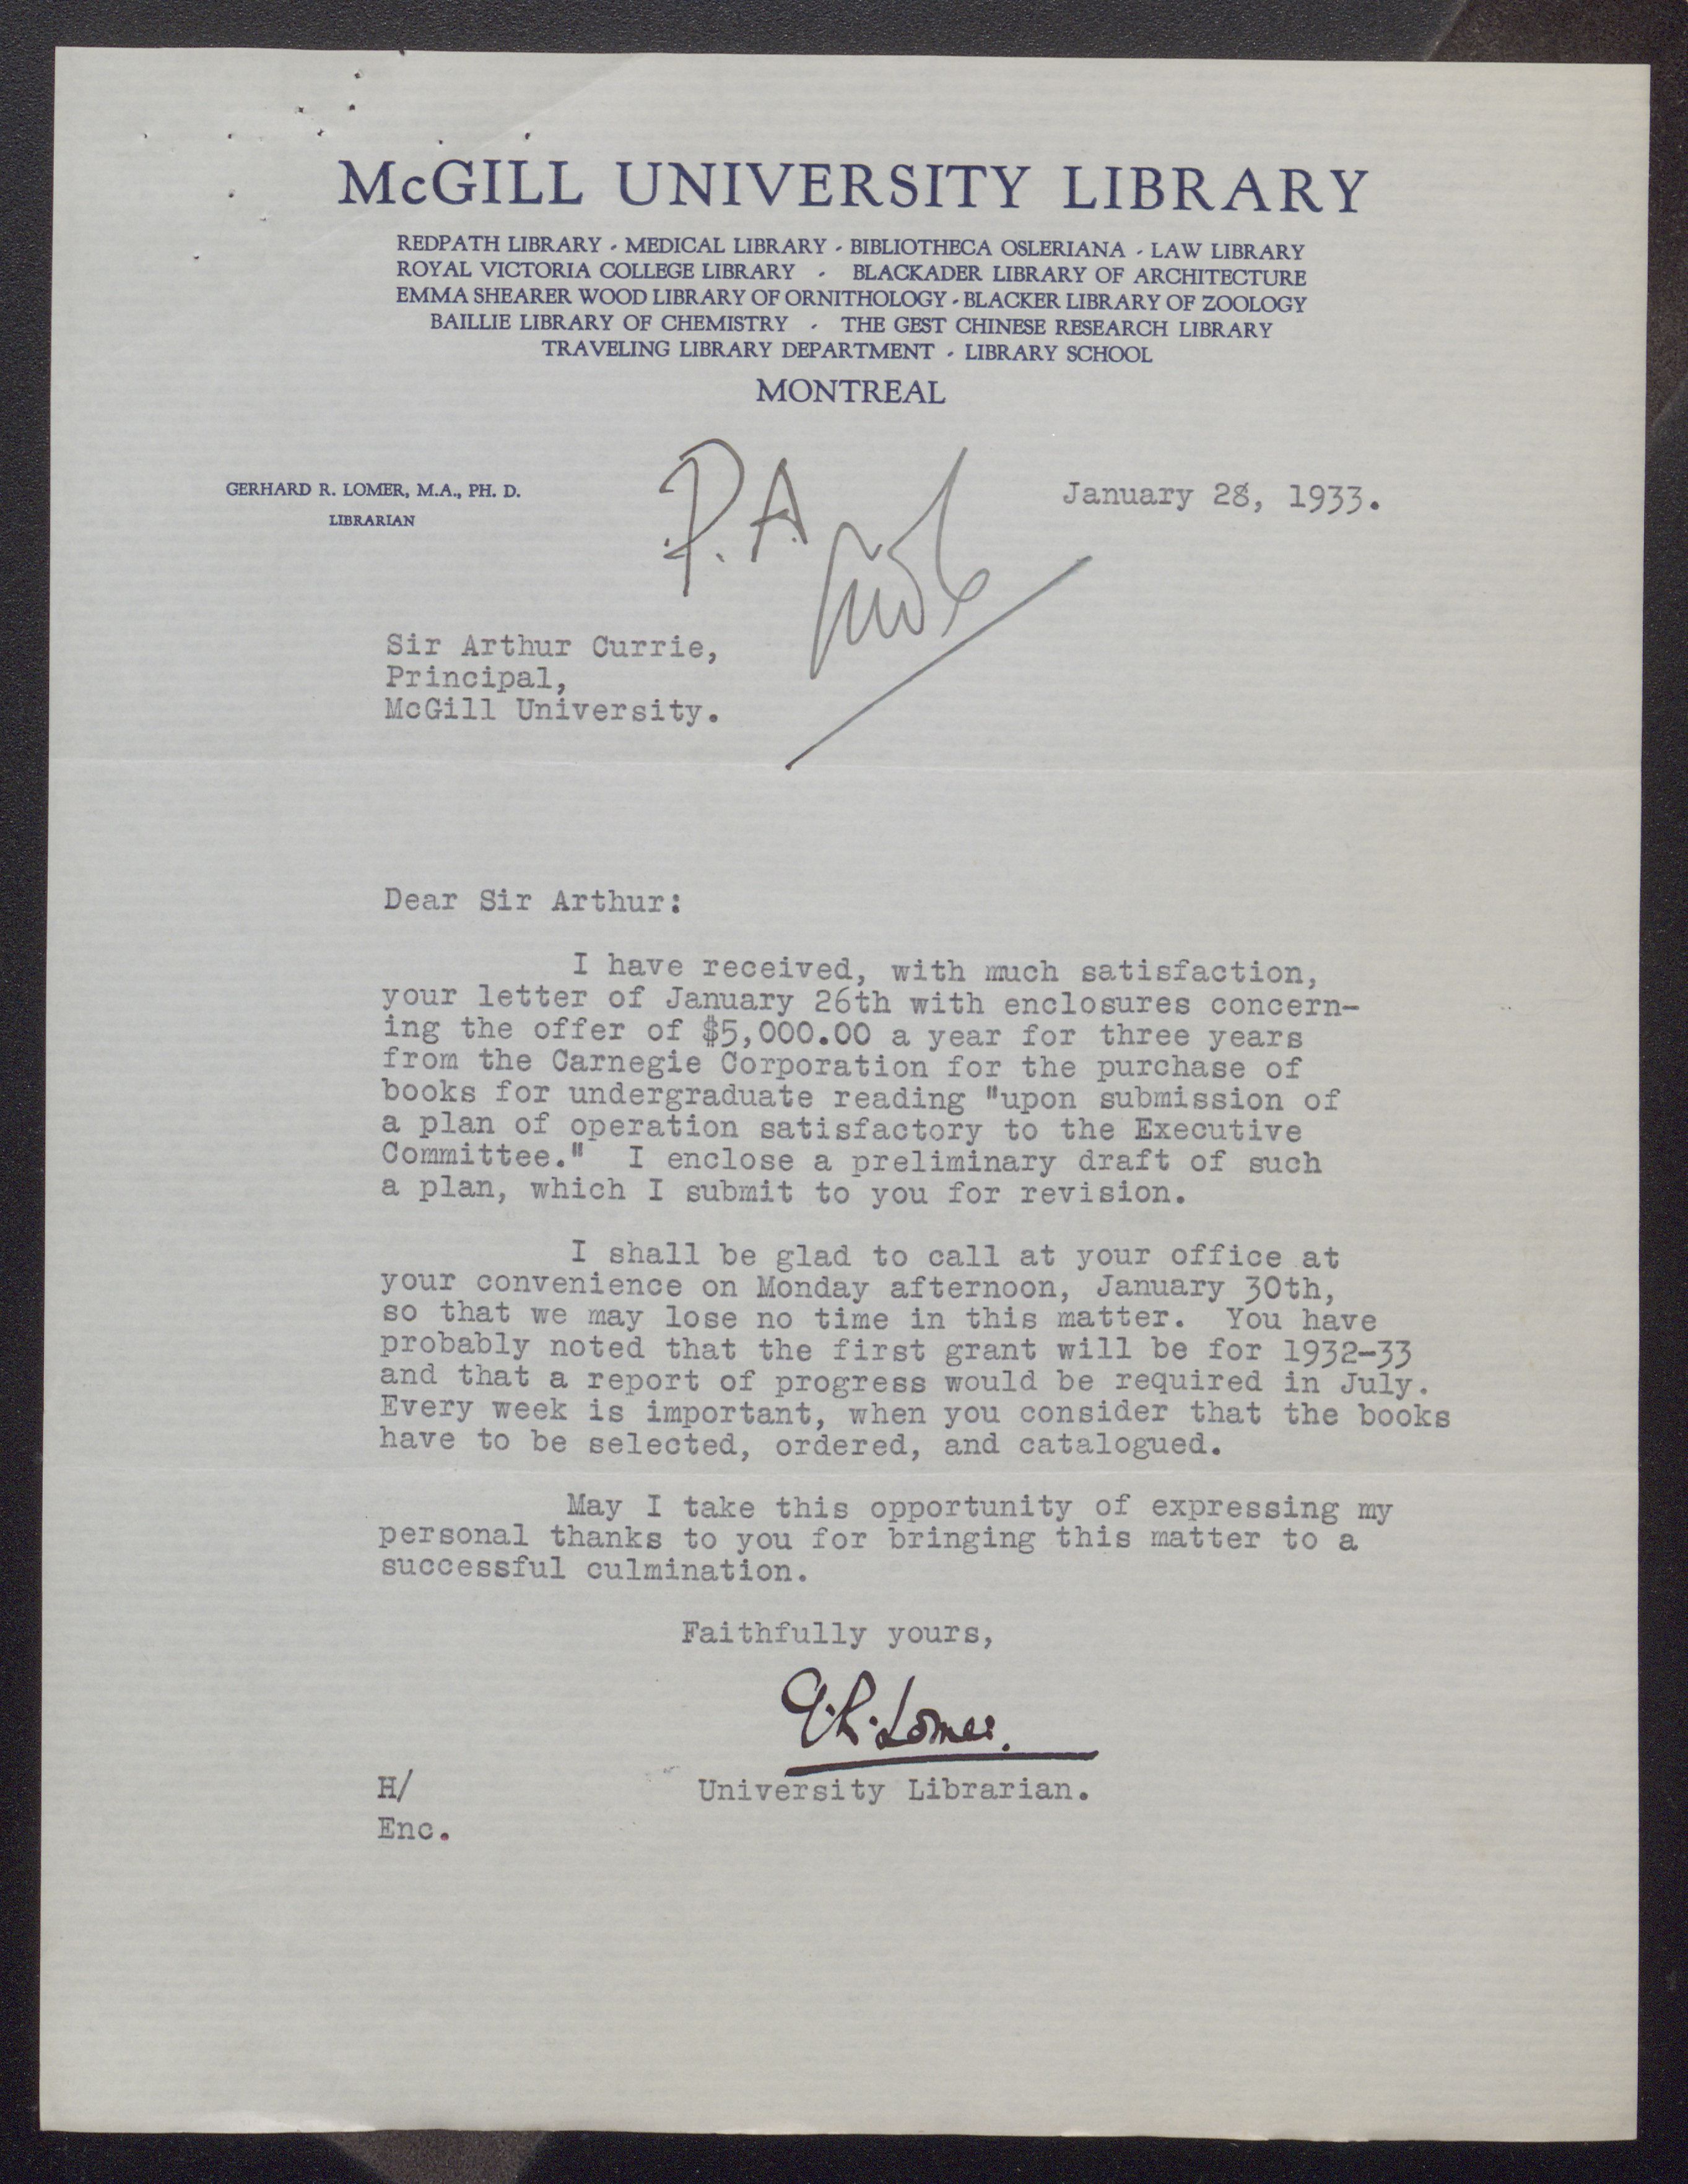 McGILL UNIVERSITY LIBRARY
REDPATH LIBRARY - MEDICAL LIBRARY - BIBLIOTHECA OSLERIANA - LAW LIBRARY
ROYAL VICTORIA COLLEGE LIBRARY - BLACKADER LIBRARY OF ARCHITECTURE
EMMA SHEARER WOOD LIBRARY OF ORNITHOLOGY - BLACKER LIBRARY OF ZOOLOGY
BAILLIE LIBRARY OF CHEMISTRY - THE GEST CHINESE RESEARCH LIBRARY
TRAVELING LIBRARY DEPARTMENT - LIBRARY SCHOOL
MONTREAL
GERHARD R. LOMER, M.A., PH. D.
LIBRARIAN
P.A
January 28, 1933.
Sir Arthur Currie,
Principal,
McGill University.
Dear Sir Arthur:
I have received, with much satisfaction,
your letter of January 26th with enclosures concern-
ing the offer of $5,000.00 a year for three years
from the Carnegie Corporation for the purchase of
books for undergraduate reading "upon submission of
a plan of operation satisfactory to the Executive
Committee." I enclose a preliminary draft of such
a plan, which I submit to you for revision.
I shall be glad to call at your office at
your convenience on Monday afternoon, January 30th,
so that we may lose no time in this matter. You have
probably noted that the first grant will be for 1932-33
and that a report of progress would be required in July.
Every week is important, when you consider that the books
have to be selected, ordered, and catalogued.
May I take this opportunity of expressing my
personal thanks to you for bringing this matter to a
successful culmination.
Faithfully yours,
G.R. Lomer.
University Librarian.
H/
Enc.